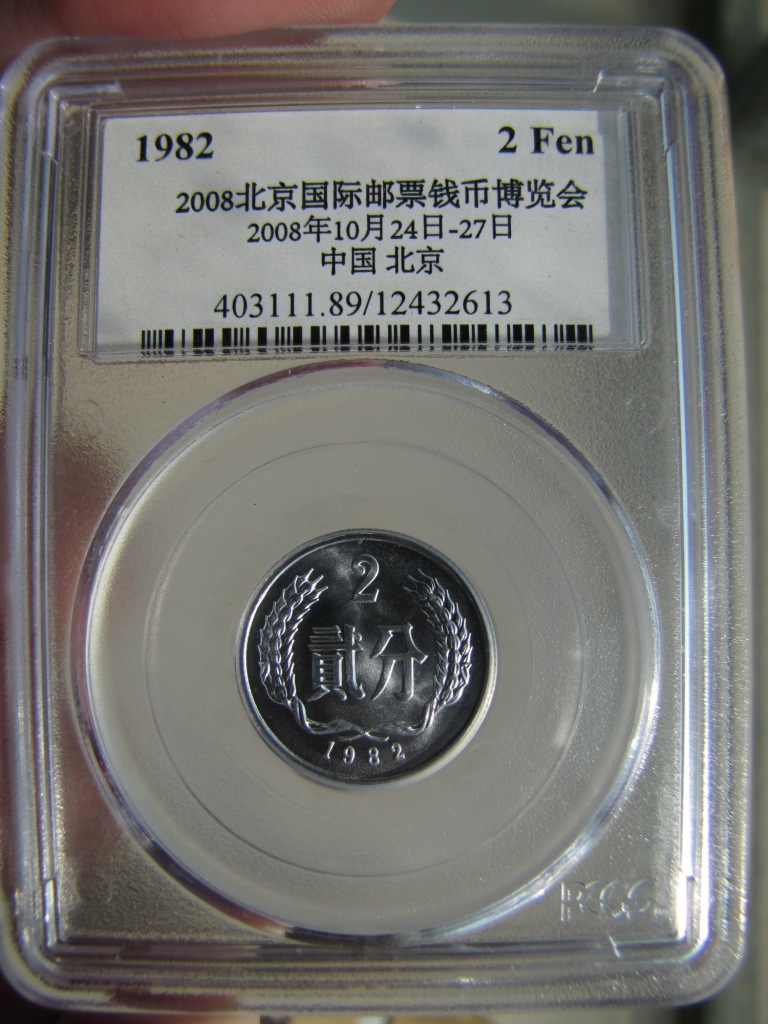 1982 2 Fen
2008北京国际邮票钱币博览会
2008年10月24日-27日
中国 北京
403111.89/12432613
2
貳分
1982